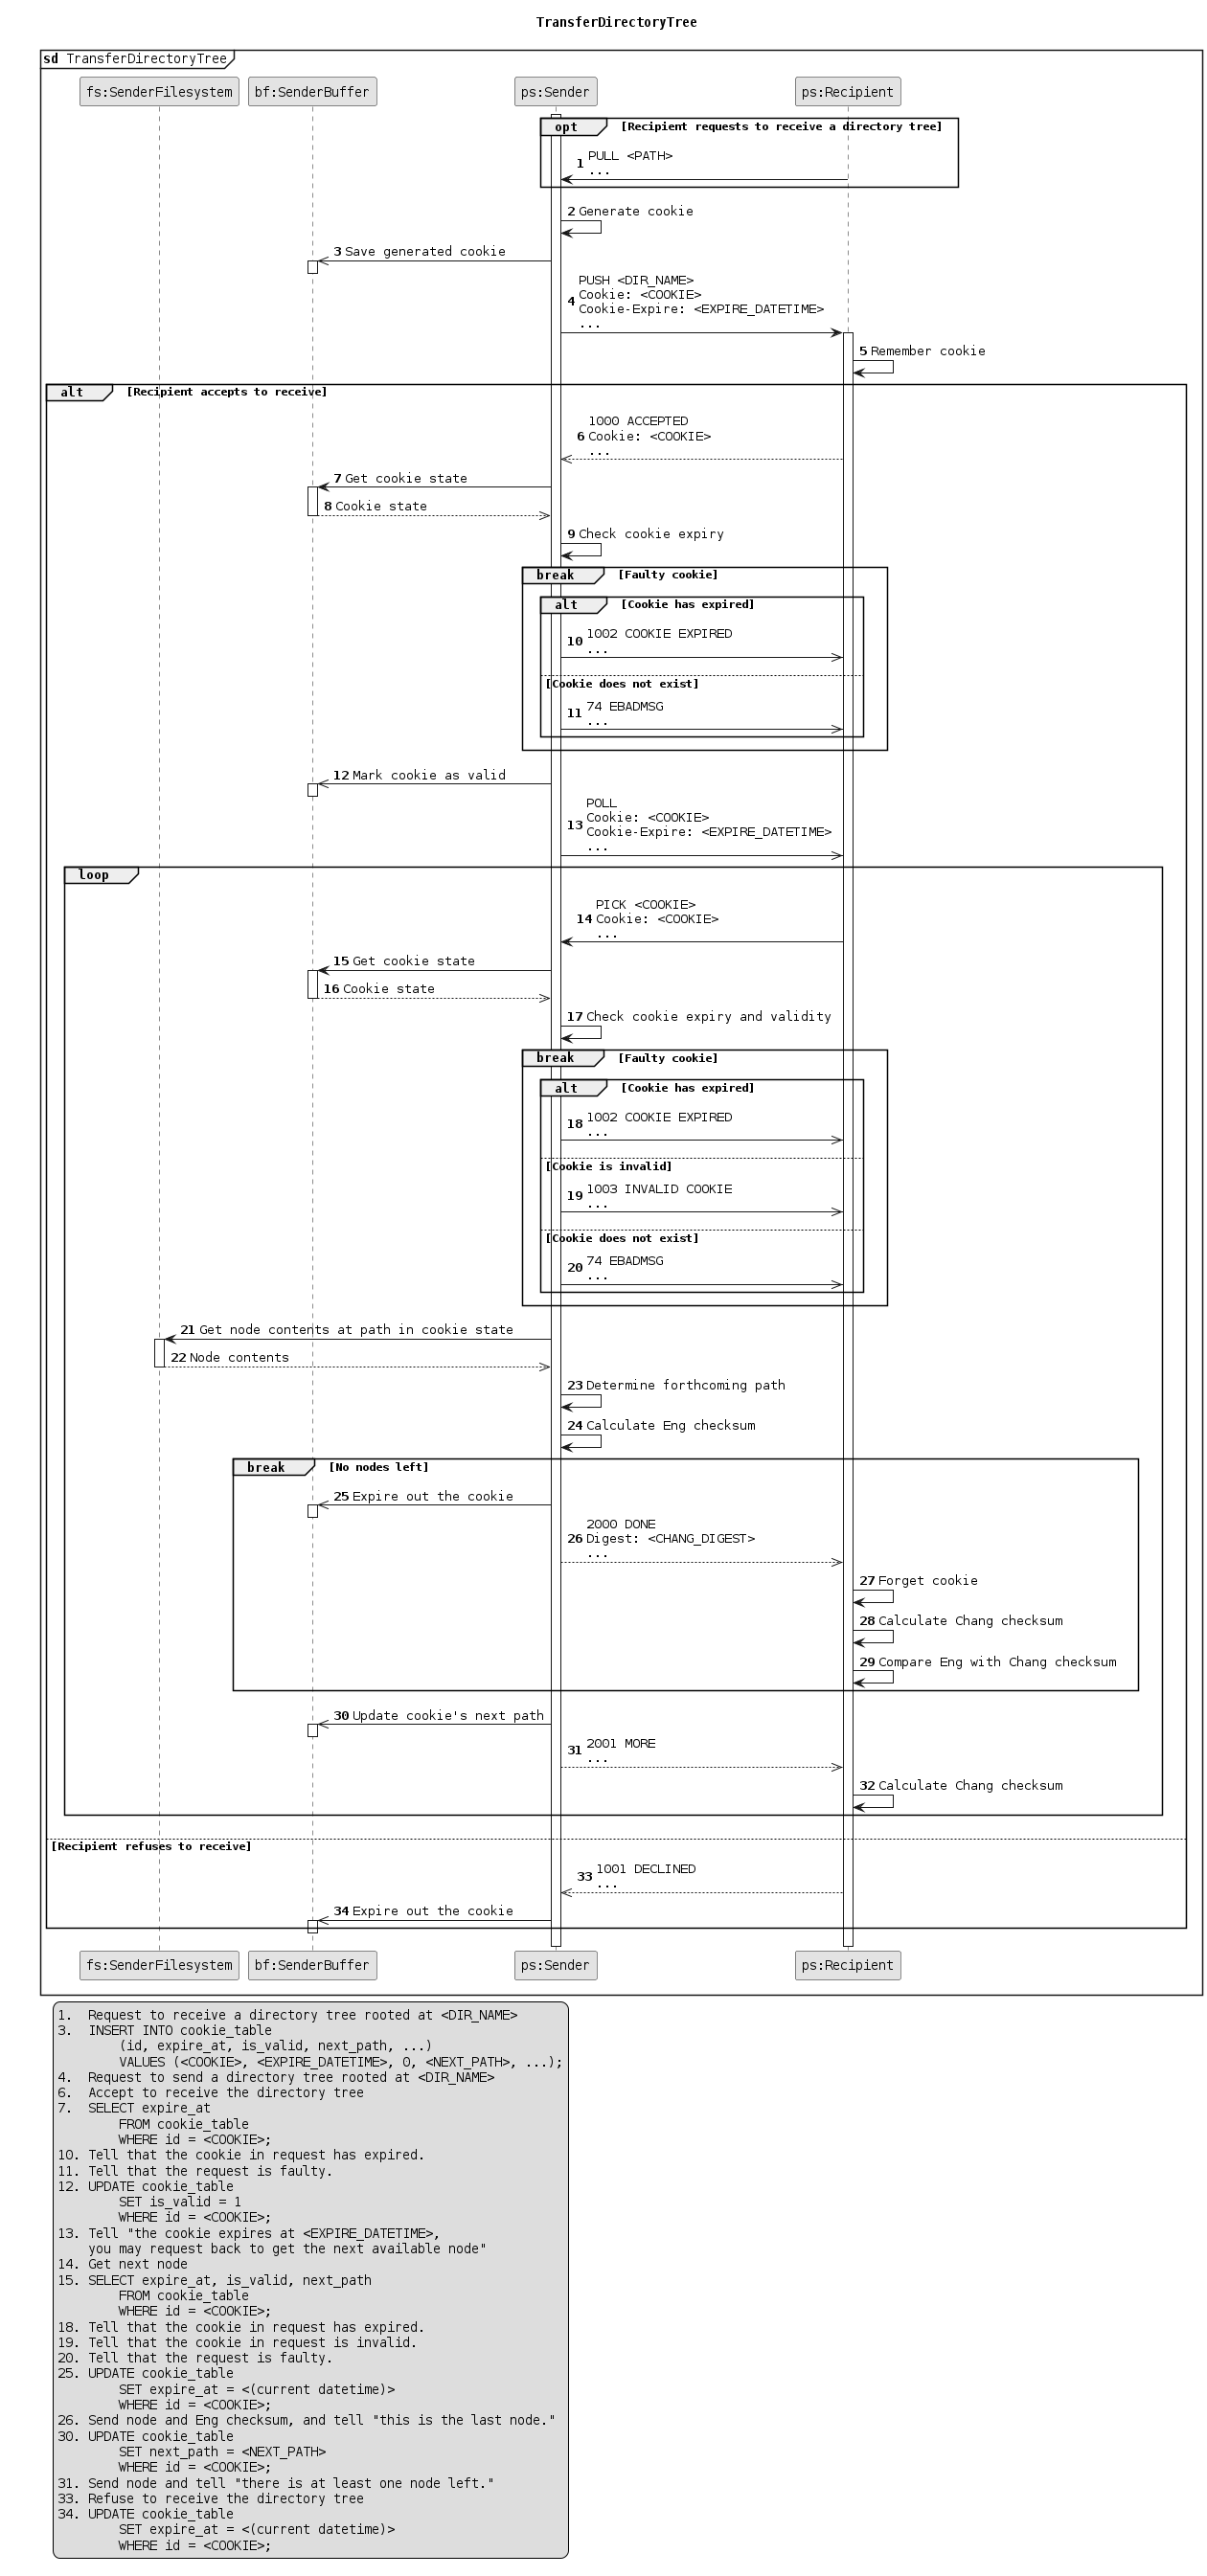 TransferDirectoryTree
sd TransferDirectoryTree
fs:SenderFilesystem bf:SenderBuffer ps:Sender ps:Recipient
opt [Recipient requests to receive a directory tree]
1 PULL <PATH>
...
2 Generate cookie
3 Save generated cookie
4 PUSH <DIR_NAME>
Cookie: <COOKIE>
Cookie-Expire: <EXPIRE_DATETIME>
...
5 Remember cookie
alt [Recipient accepts to receive]
6 1000 ACCEPTED
Cookie: <COOKIE>
...
7 Get cookie state
8 Cookie state
9 Check cookie expiry
break [Faulty cookie]
alt [Cookie has expired]
10 1002 COOKIE EXPIRED
...
[Cookie does not exist]
11 74 EBADMSG
...
12 Mark cookie as valid
13 POLL
Cookie: <COOKIE>
Cookie-Expire: <EXPIRE_DATETIME>
...
loop
14 PICK <COOKIE>
Cookie: <COOKIE>
...
15 Get cookie state
16 Cookie state
17 Check cookie expiry and validity
break [Faulty cookie]
alt [Cookie has expired]
18 1002 COOKIE EXPIRED
...
[Cookie is invalid]
19 1003 INVALID COOKIE
...
[Cookie does not exist]
20 74 EBADMSG
...
21 Get node contents at path in cookie state
22 Node contents
23 Determine forthcoming path
24 Calculate Eng checksum
break [No nodes left]
25 Expire out the cookie
26 2000 DONE
Digest: <CHANG_DIGEST>
...
27 Forget cookie
28 Calculate Chang checksum
29 Compare Eng with Chang checksum
30 Update cookie's next path
31 2001 MORE
...
32 Calculate Chang checksum
[Recipient refuses to receive]
33 1001 DECLINED
...
34 Expire out the cookie
fs:SenderFilesystem bf:SenderBuffer ps:Sender ps:Recipient
1. Request to receive a directory tree rooted at <DIR_NAME>
3. INSERT INTO cookie_table
(id, expire_at, is_valid, next_path, ...)
VALUES (<COOKIE>, <EXPIRE_DATETIME>, 0, <NEXT_PATH>, ...);
4. Request to send a directory tree rooted at <DIR_NAME>
6. Accept to receive the directory tree
7. SELECT expire_at
FROM cookie_table
WHERE id = <COOKIE>;
10. Tell that the cookie in request has expired.
11. Tell that the request is faulty.
12. UPDATE cookie_table
SET is_valid = 1
WHERE id = <COOKIE>;
13. Tell "the cookie expires at <EXPIRE_DATETIME>,
you may request back to get the next available node"
14. Get next node
15. SELECT expire_at, is_valid, next_path
FROM cookie_table
WHERE id = <COOKIE>;
18. Tell that the cookie in request has expired.
19. Tell that the cookie in request is invalid.
20. Tell that the request is faulty.
25. UPDATE cookie_table
SET expire_at = <(current datetime)>
WHERE id = <COOKIE>;
26. Send node and Eng checksum, and tell "this is the last node."
30. UPDATE cookie_table
SET next_path = <NEXT_PATH>
WHERE id = <COOKIE>;
31. Send node and tell "there is at least one node left."
33. Refuse to receive the directory tree
34. UPDATE cookie_table
SET expire_at = <(current datetime)>
WHERE id = <COOKIE>;